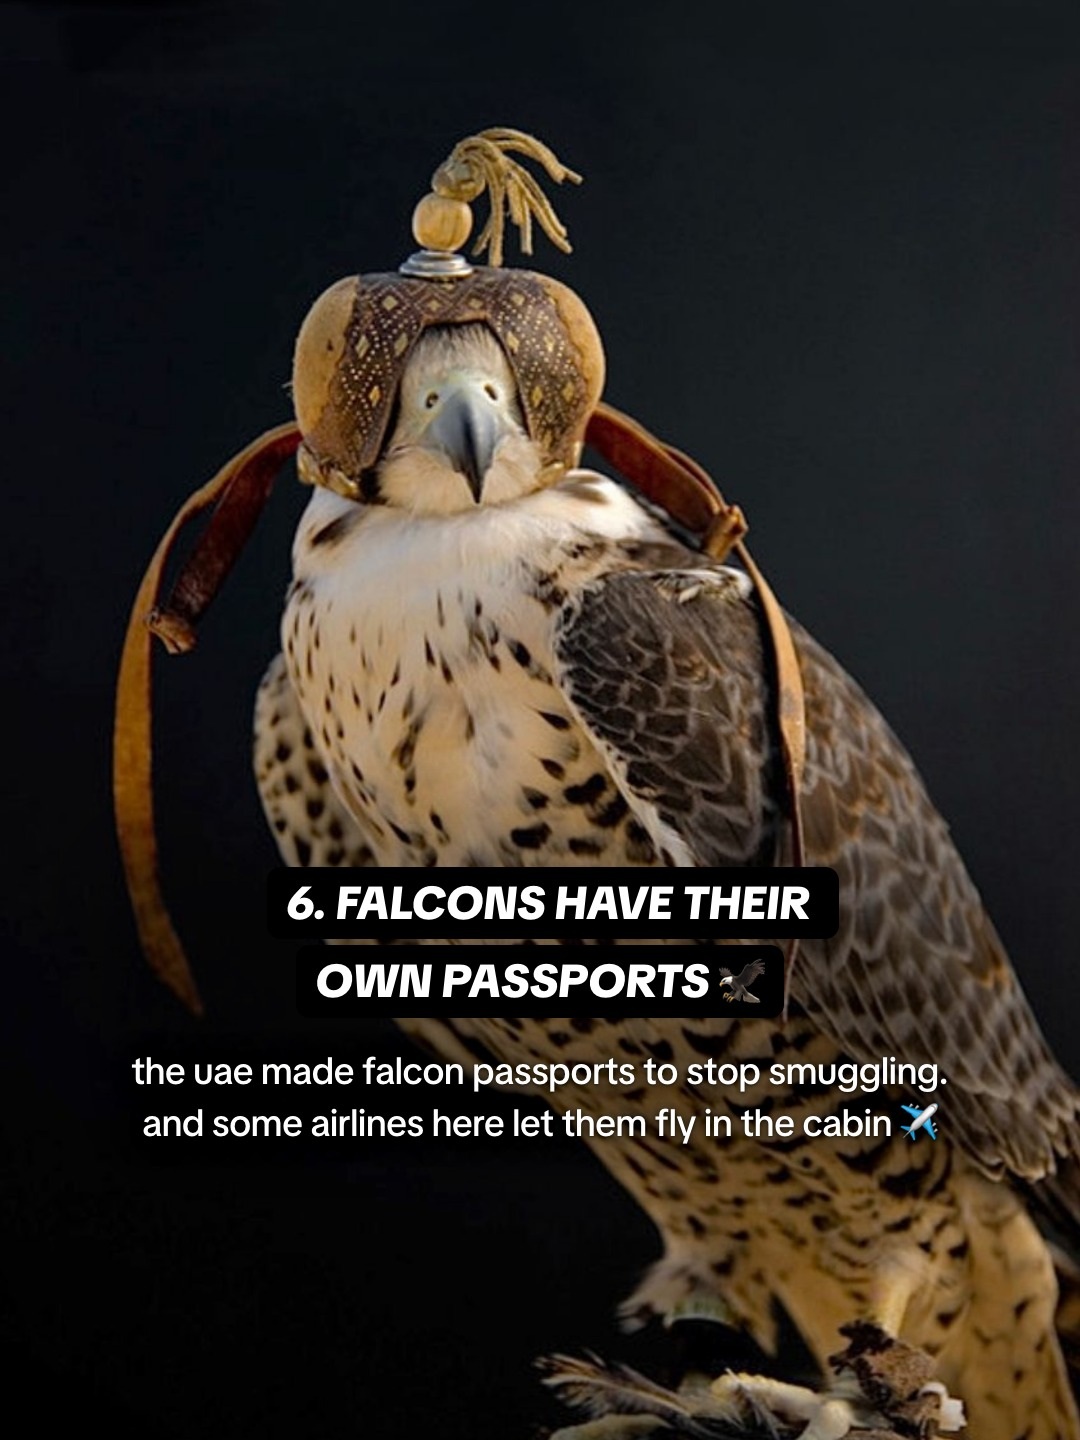 6. FALCONS HAVE THEIR
OWN PASSPORTS 🦅
the uae made falcon passports to stop smuggling.
and some airlines here let them fly in the cabin ✈️